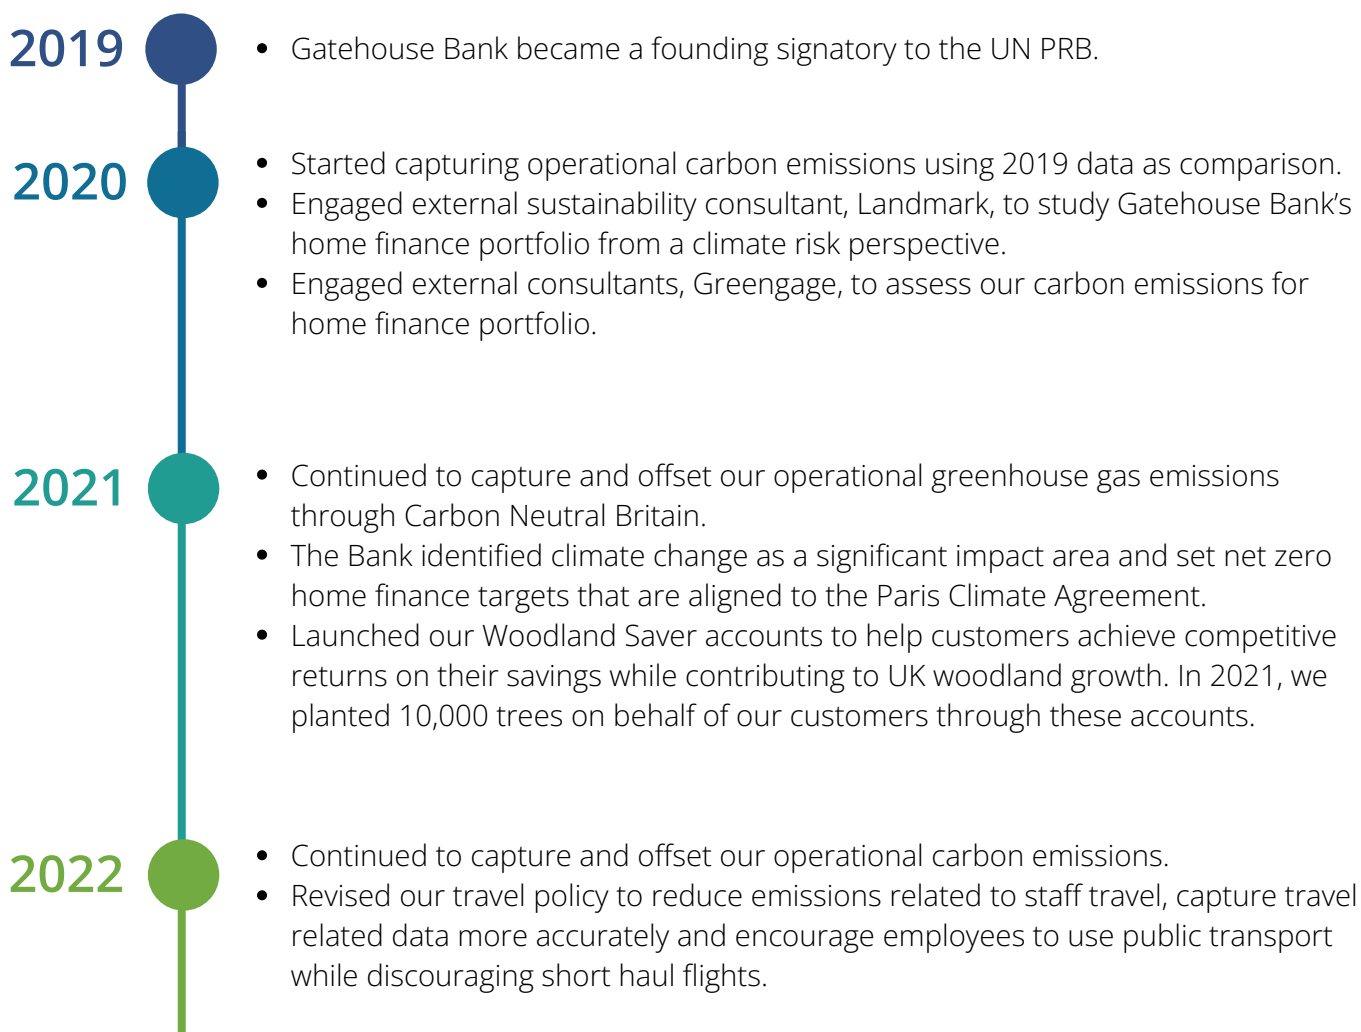 2019
• Gatehouse Bank became a founding signatory to the UN PRB.
2020
• Started capturing operational carbon emissions using 2019 data as comparison.
• Engaged external sustainability consultant, Landmark, to study Gatehouse Bank’s
home finance portfolio from a climate risk perspective.
• Engaged external consultants, Greengage, to assess our carbon emissions for
home finance portfolio.
2021
• Continued to capture and offset our operational greenhouse gas emissions
through Carbon Neutral Britain.
• The Bank identified climate change as a significant impact area and set net zero
home finance targets that are aligned to the Paris Climate Agreement.
• Launched our Woodland Saver accounts to help customers achieve competitive
returns on their savings while contributing to UK woodland growth. In 2021, we
planted 10,000 trees on behalf of our customers through these accounts.
2022
• Continued to capture and offset our operational carbon emissions.
• Revised our travel policy to reduce emissions related to staff travel, capture travel
related data more accurately and encourage employees to use public transport
while discouraging short haul flights.